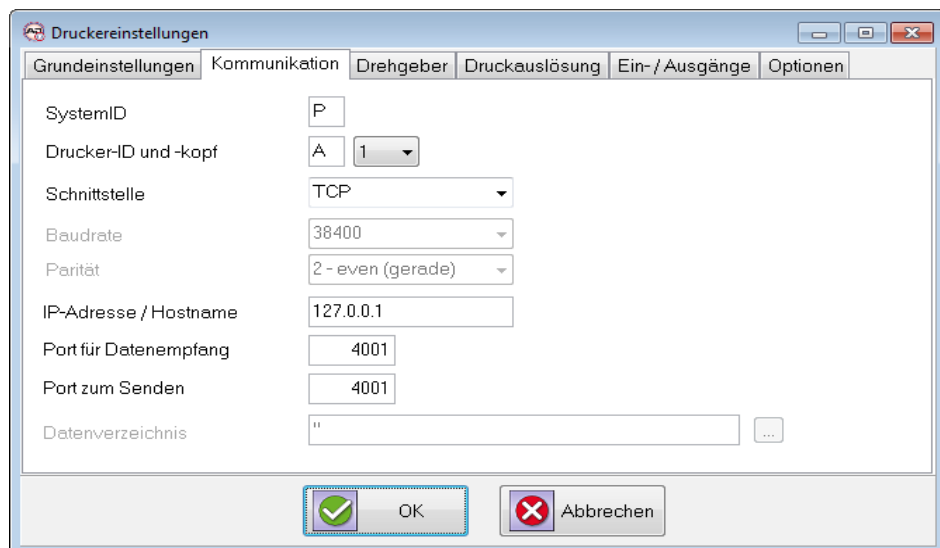 Druckereinstellungen
Grundeinstellungen Kommunikation Drehgeber Druckauslösung Ein-/Ausgänge Optionen
SystemID P
Drucker-ID und -kopf A 1
Schnittstelle TCP
Baudrate 38400
Parität 2 - even (gerade)
IP-Adresse / Hostname 127.0.0.1
Port für Datenempfang 4001
Port zum Senden 4001
Datenverzeichnis " ...
OK Abbrechen